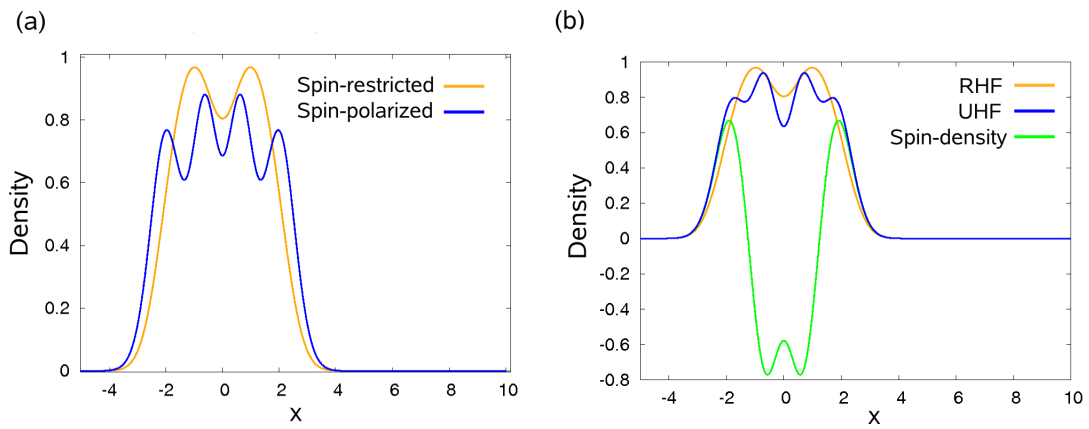 (a)
1
0.8
0.6
0.4
0.2
0
-4
-2
0
2
4
6
8
10
Density
x
Spin-restricted
Spin-polarized
(b)
1
0.8
0.6
0.4
0.2
0
-0.2
-0.4
-0.6
-0.8
-4
-2
0
2
4
6
8
10
Density
x
RHF
UHF
Spin-density